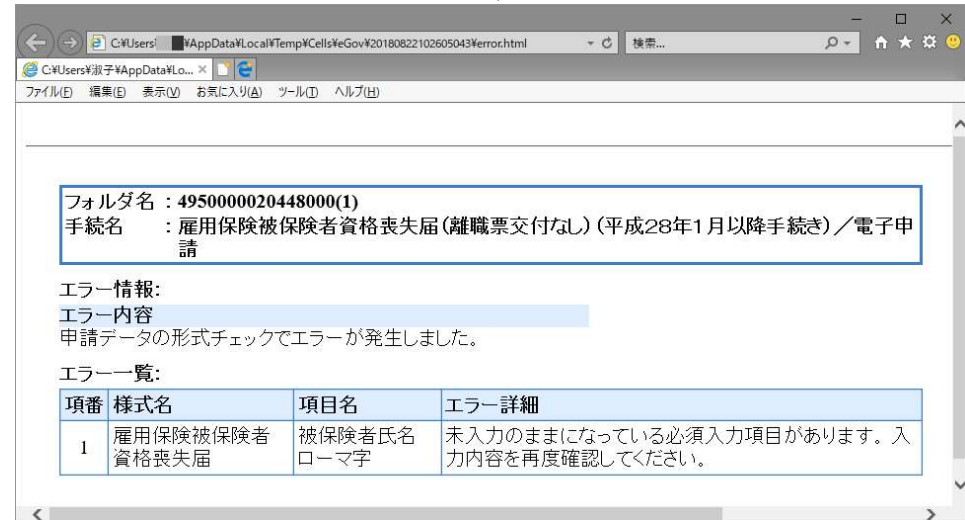 C:¥Users¥ ¥AppData¥Local¥Temp¥Cells¥eGov¥20180822102605043¥error.html
検索...
C:¥Users¥淑子¥AppData¥Lo... ×
ファイル(F) 編集(E) 表示(V) お気に入り(A) ツール(T) ヘルプ(H)
フォルダ名 : 4950000020448000(1)
手続名 : 雇用保険被保険者資格喪失届(離職票交付なし)(平成28年1月以降手続き)／電子申
請
エラー情報:
エラー内容
申請データの形式チェックでエラーが発生しました。
エラー一覧:
項番 様式名 項目名 エラー詳細
1 雇用保険被保険者 被保険者氏名 未入力のままになっている必須入力項目があります。入
資格喪失届 ローマ字 力内容を再度確認してください。